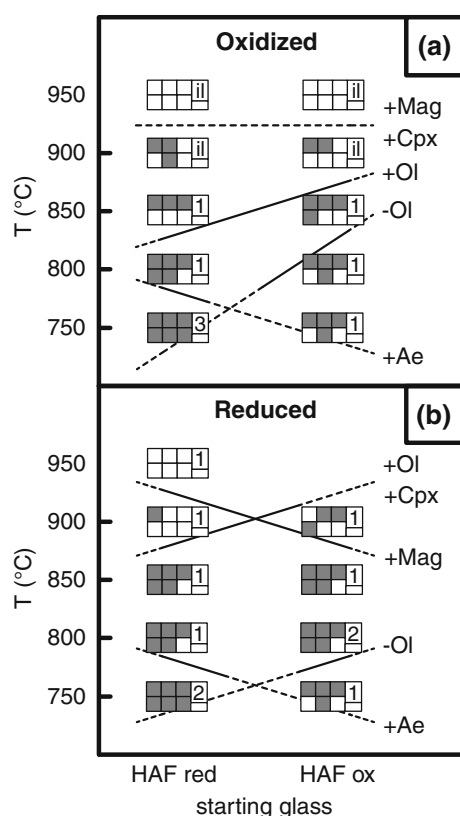 Oxidized
(a)
950
il
il
+Mag
900
il
il
+Cpx
+Ol
850
1
1
-Ol
800
1
1
750
3
1
+Ae
T (°C)
Reduced
(b)
950
1
+Ol
+Cpx
900
1
1
+Mag
850
1
1
800
1
2
-Ol
750
2
1
+Ae
T (°C)
HAF red
HAF ox
starting glass